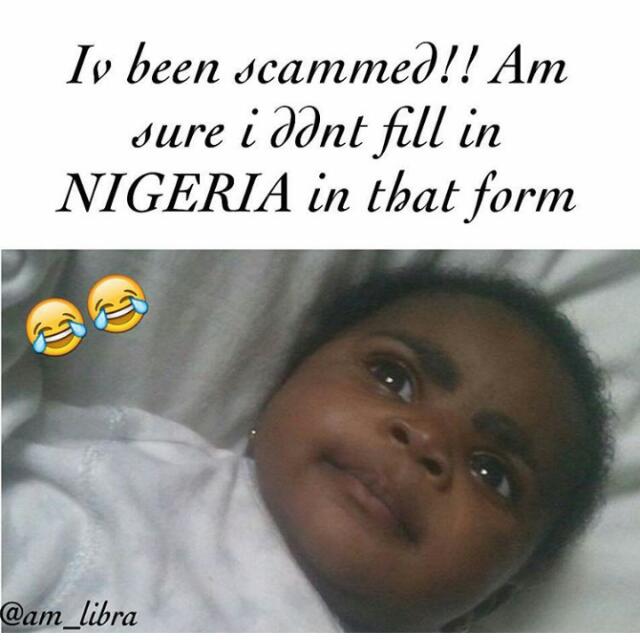 Iv been scammed!! Am
sure i ddnt fill in
NIGERIA in that form
@am_libra